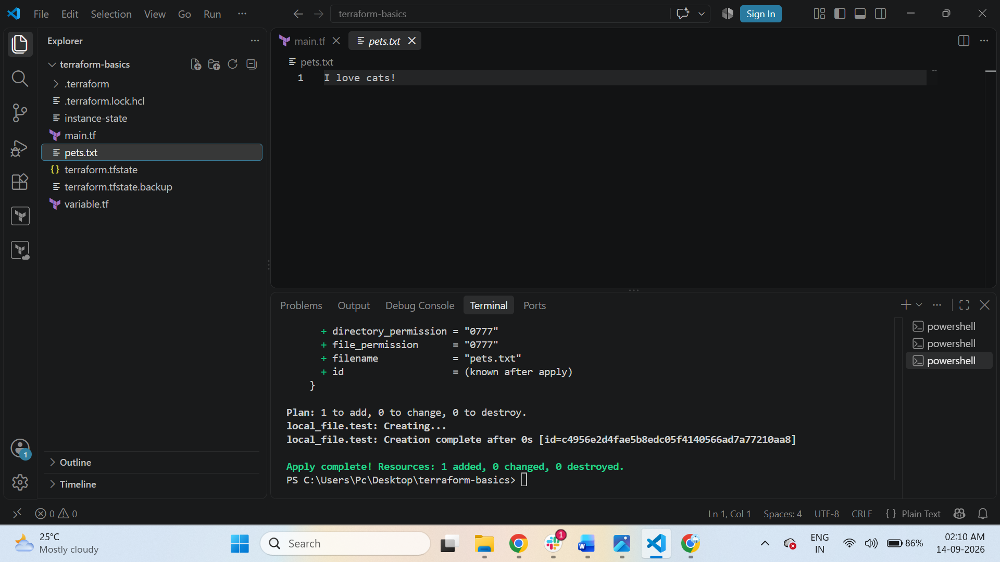 File Edit Selection View Go Run ···
terraform-basics
Sign In
Explorer
terraform-basics
.terraform
.terraform.lock.hcl
instance-state
main.tf
pets.txt
terraform.tfstate
terraform.tfstate.backup
variable.tf
Outline
Timeline
main.tf
pets.txt
pets.txt
1 I love cats!
Problems Output Debug Console Terminal Ports
+ directory_permission = "0777"
+ file_permission = "0777"
+ filename = "pets.txt"
+ id = (known after apply)
}
Plan: 1 to add, 0 to change, 0 to destroy.
local_file.test: Creating...
local_file.test: Creation complete after 0s [id=c4956e2d4fae5b8edc05f4140566ad7a77210aa8]
Apply complete! Resources: 1 added, 0 changed, 0 destroyed.
PS C:\Users\Pc\Desktop\terraform-basics>
powershell
powershell
powershell
1
0 0
Ln 1, Col 1 Spaces: 4 UTF-8 CRLF {} Plain Text
25°C
Mostly cloudy
Search
1
W
ENG
IN
86%
02:10 AM
14-09-2026